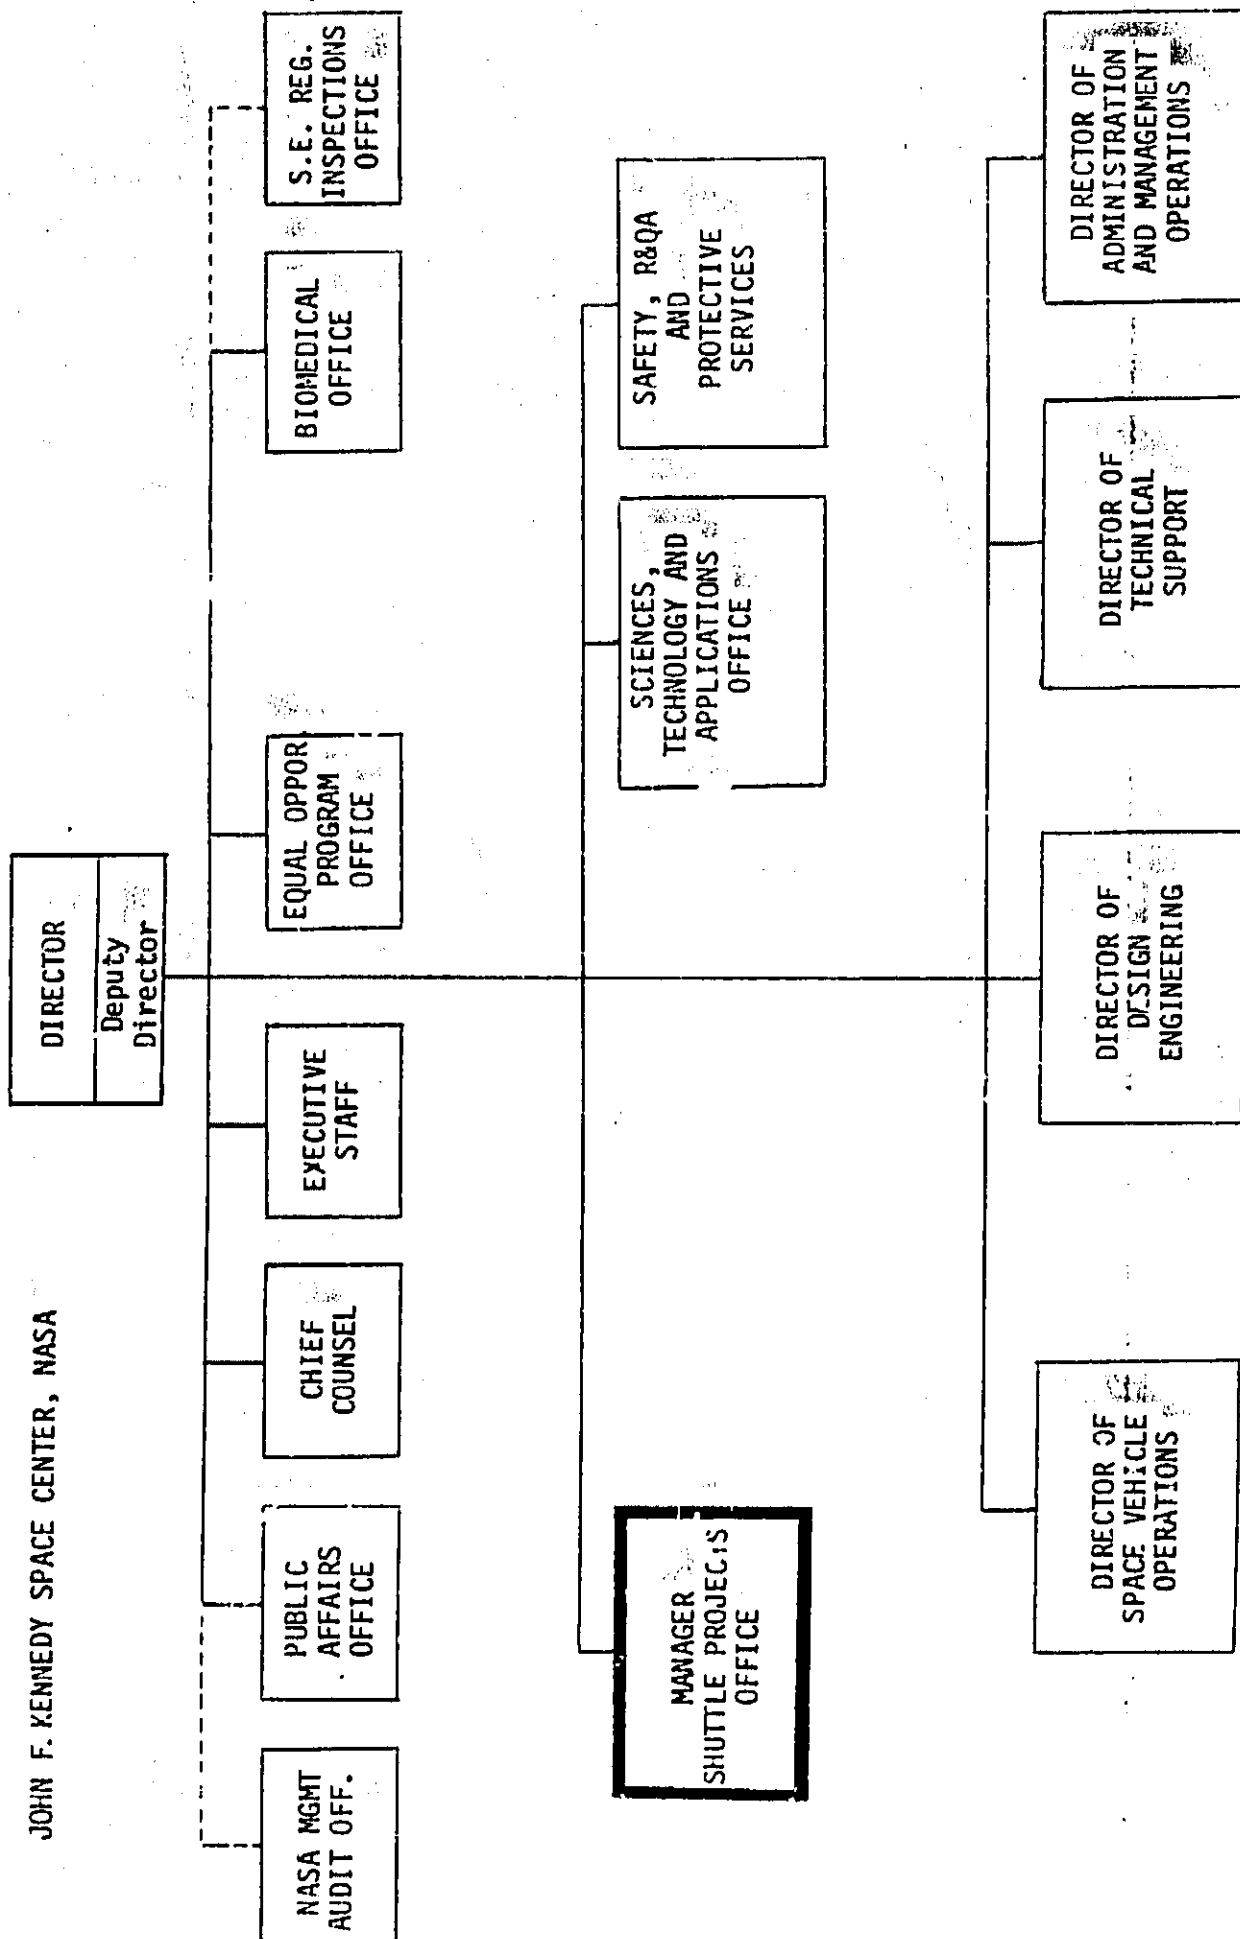 JOHN F. KENNEDY SPACE CENTER, NASA
DIRECTOR
Deputy
Director
NASA MGMT
AUDIT OFF.
PUBLIC
AFFAIRS
OFFICE
CHIEF
COUNSEL
EXECUTIVE
STAFF
EQUAL OPPOR.
PROGRAM
OFFICE
BIOMEDICAL
OFFICE
S.E. REG.
INSPECTIONS
OFFICE
MANAGER
SHUTTLE PROJECTS
OFFICE
SCIENCES,
TECHNOLOGY AND
APPLICATIONS
OFFICE
SAFETY, R&QA
AND
PROTECTIVE
SERVICES
DIRECTOR OF
SPACE VEHICLE
OPERATIONS
DIRECTOR OF
DESIGN
ENGINEERING
DIRECTOR OF
TECHNICAL
SUPPORT
DIRECTOR OF
ADMINISTRATION
AND MANAGEMENT
OPERATIONS